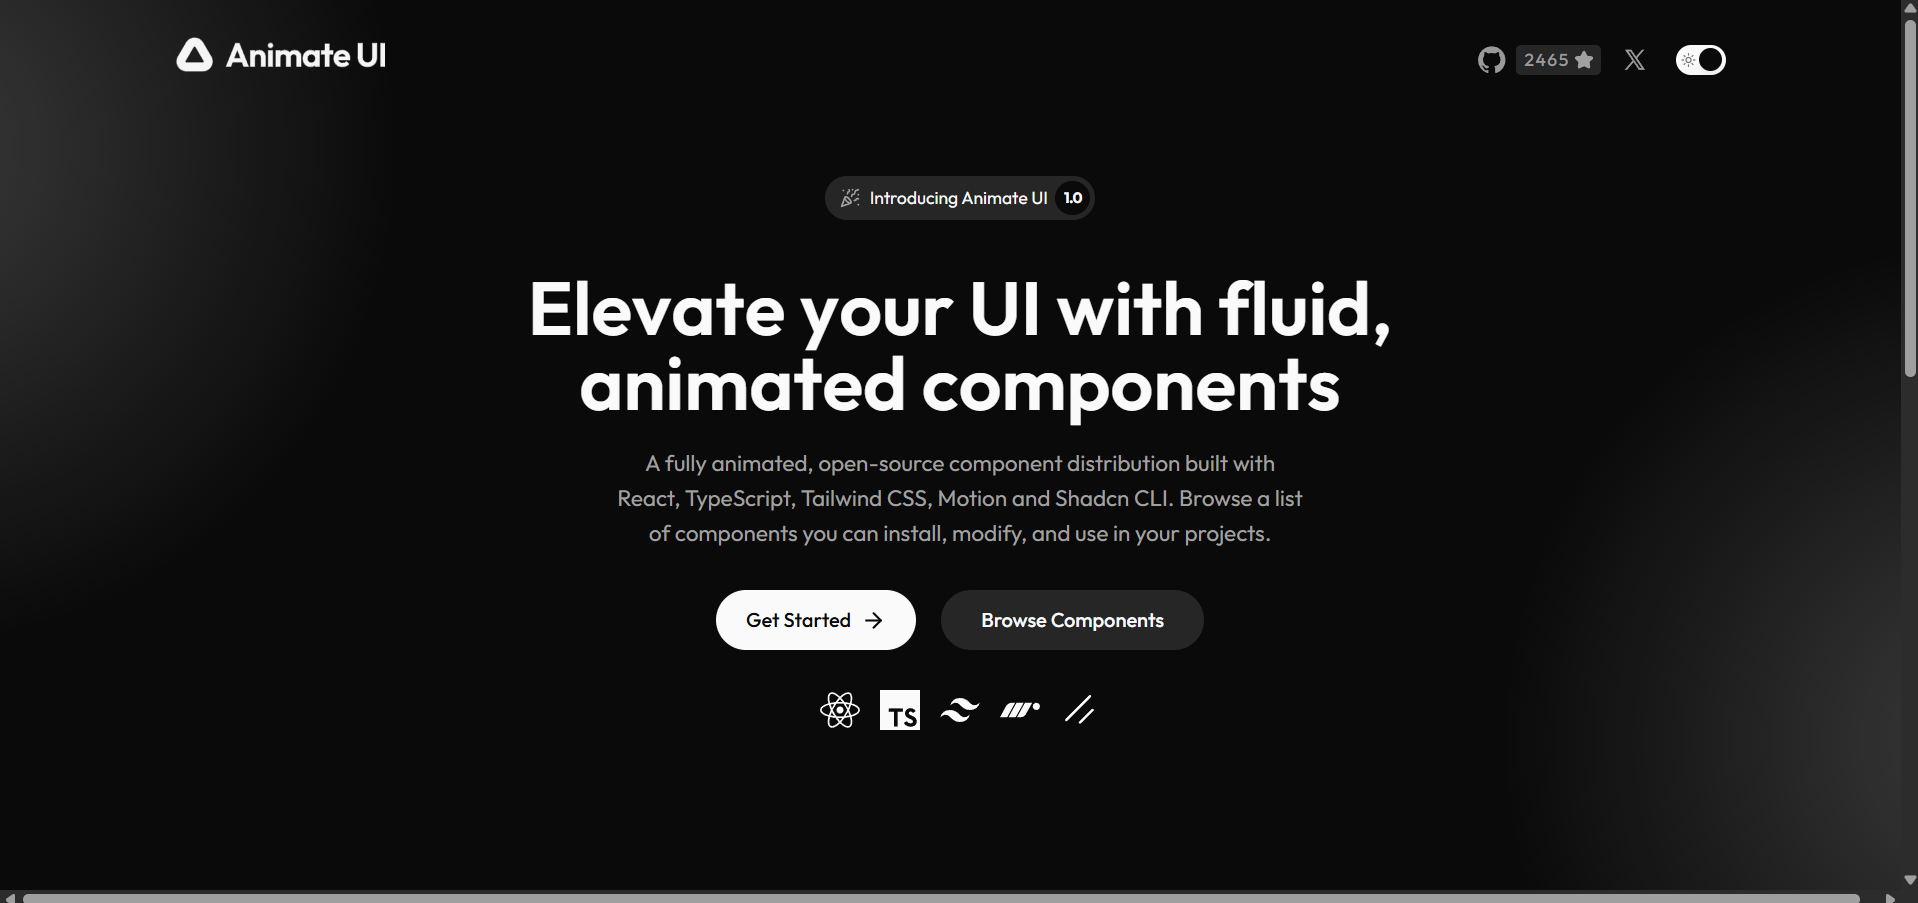 Animate UI
2465
Introducing Animate UI 1.0
Elevate your UI with fluid,
animated components
A fully animated, open-source component distribution built with
React, TypeScript, Tailwind CSS, Motion and Shadcn CLI. Browse a list
of components you can install, modify, and use in your projects.
Get Started
Browse Components
TS